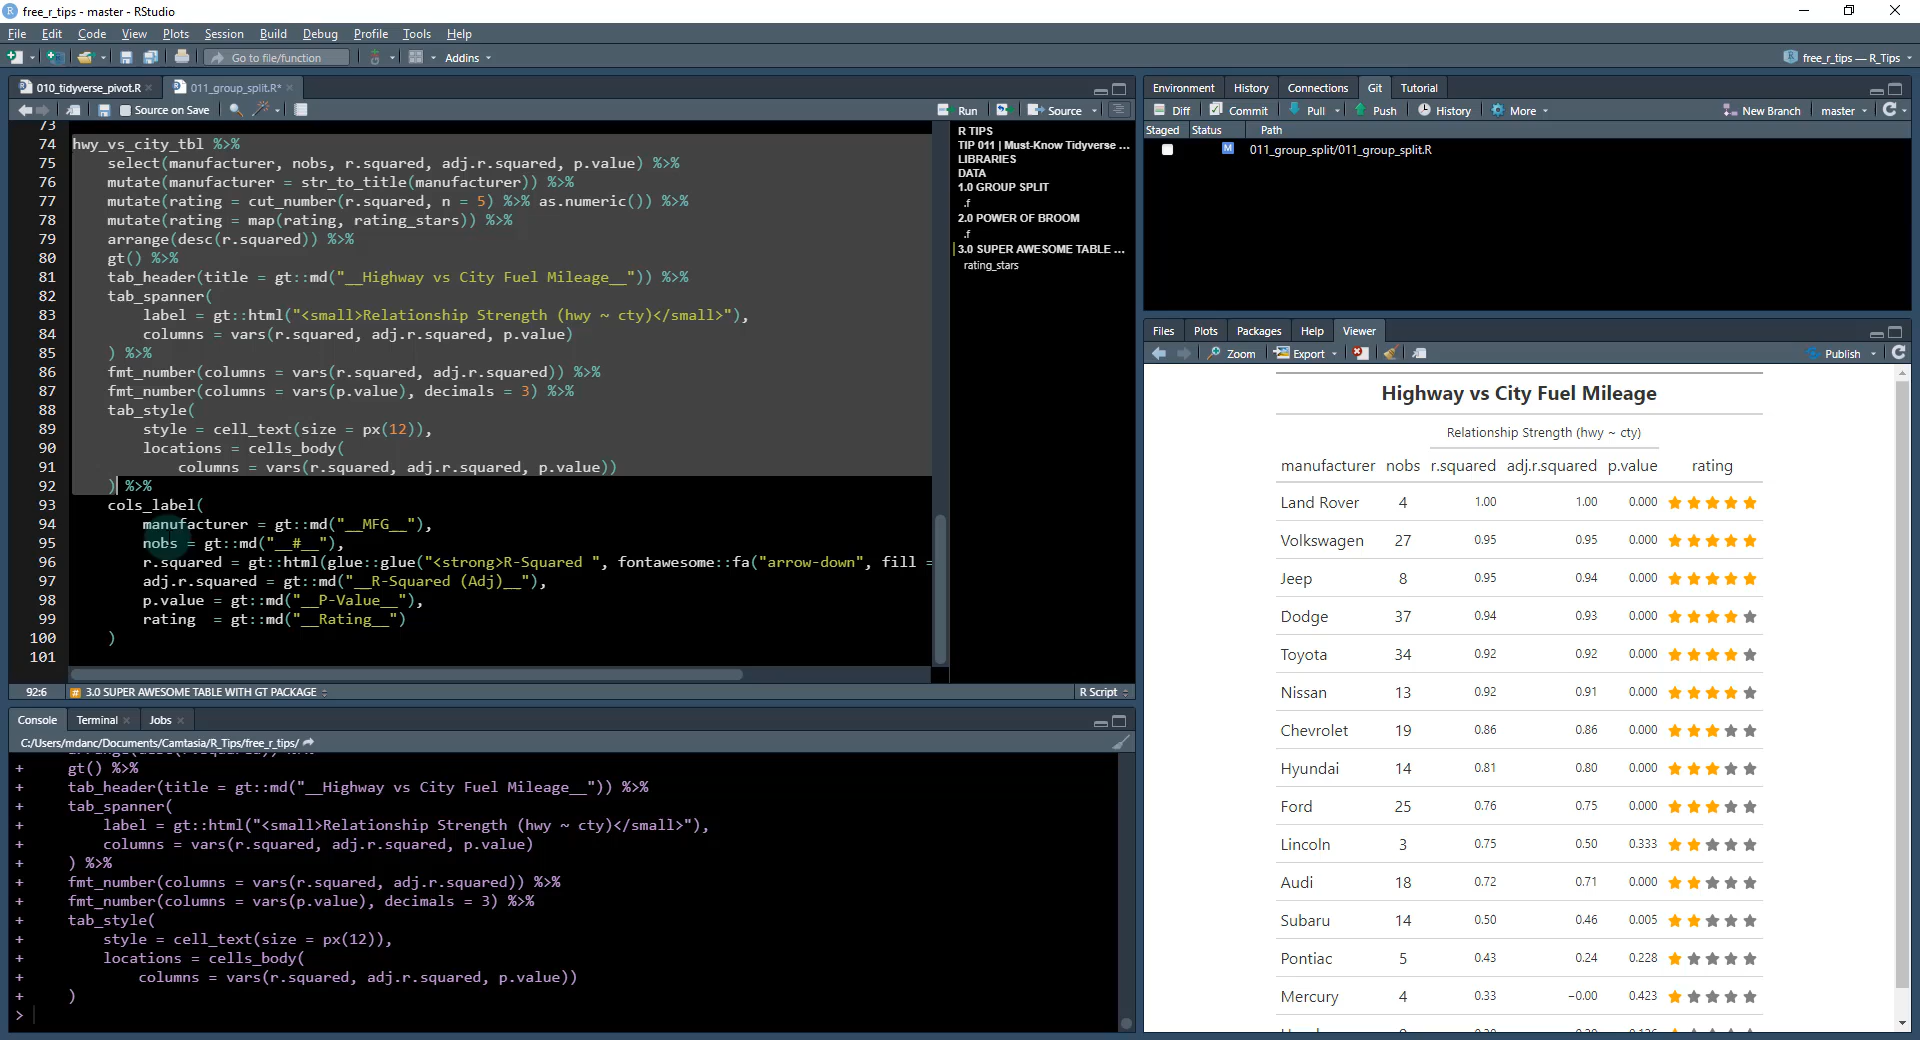 free_r_tips - master - RStudio
File Edit Code View Plots Session Build Debug Profile Tools Help
Go to file/function Addins
free_r_tips — R_Tips
010_tidyverse_pivot.R 011_group_split.R*
Source on Save Run Source
73
74 hwy_vs_city_tbl %>%
75 select(manufacturer, nobs, r.squared, adj.r.squared, p.value) %>%
76 mutate(manufacturer = str_to_title(manufacturer)) %>%
77 mutate(rating = cut_number(r.squared, n = 5) %>% as.numeric()) %>%
78 mutate(rating = map(rating, rating_stars)) %>%
79 arrange(desc(r.squared)) %>%
80 gt() %>%
81 tab_header(title = gt::md("__Highway vs City Fuel Mileage__")) %>%
82 tab_spanner(
83 label = gt::html("<small>Relationship Strength (hwy ~ cty)</small>"),
84 columns = vars(r.squared, adj.r.squared, p.value)
85 ) %>%
86 fmt_number(columns = vars(r.squared, adj.r.squared)) %>%
87 fmt_number(columns = vars(p.value), decimals = 3) %>%
88 tab_style(
89 style = cell_text(size = px(12)),
90 locations = cells_body(
91 columns = vars(r.squared, adj.r.squared, p.value))
92 ) %>%
93 cols_label(
94 manufacturer = gt::md("__MFG__"),
95 nobs = gt::md("__#__"),
96 r.squared = gt::html(glue::glue("<strong>R-Squared ", fontawesome::fa("arrow-down", fill =
97 adj.r.squared = gt::md("__R-Squared (Adj)__"),
98 p.value = gt::md("__P-Value__"),
99 rating = gt::md("__Rating__")
100 )
101
92:6 # 3.0 SUPER AWESOME TABLE WITH GT PACKAGE R Script
R TIPS
TIP 011 | Must-Know Tidyverse ...
LIBRARIES
DATA
1.0 GROUP SPLIT
.f
2.0 POWER OF BROOM
.f
3.0 SUPER AWESOME TABLE ...
rating_stars
Console Terminal Jobs
C:/Users/mdanc/Documents/Camtasia/R_Tips/free_r_tips/
+ gt() %>%
+ tab_header(title = gt::md("__Highway vs City Fuel Mileage__")) %>%
+ tab_spanner(
+ label = gt::html("<small>Relationship Strength (hwy ~ cty)</small>"),
+ columns = vars(r.squared, adj.r.squared, p.value)
+ ) %>%
+ fmt_number(columns = vars(r.squared, adj.r.squared)) %>%
+ fmt_number(columns = vars(p.value), decimals = 3) %>%
+ tab_style(
+ style = cell_text(size = px(12)),
+ locations = cells_body(
+ columns = vars(r.squared, adj.r.squared, p.value))
+ )
>
Environment History Connections Git Tutorial
Diff Commit Pull Push History More New Branch master
Staged Status Path
M 011_group_split/011_group_split.R
Files Plots Packages Help Viewer
Zoom Export Publish
Highway vs City Fuel Mileage
Relationship Strength (hwy ~ cty)
manufacturer nobs r.squared adj.r.squared p.value rating
Land Rover 4 1.00 1.00 0.000
Volkswagen 27 0.95 0.95 0.000
Jeep 8 0.95 0.94 0.000
Dodge 37 0.94 0.93 0.000
Toyota 34 0.92 0.92 0.000
Nissan 13 0.92 0.91 0.000
Chevrolet 19 0.86 0.86 0.000
Hyundai 14 0.81 0.80 0.000
Ford 25 0.76 0.75 0.000
Lincoln 3 0.75 0.50 0.333
Audi 18 0.72 0.71 0.000
Subaru 14 0.50 0.46 0.005
Pontiac 5 0.43 0.24 0.228
Mercury 4 0.33 −0.00 0.423